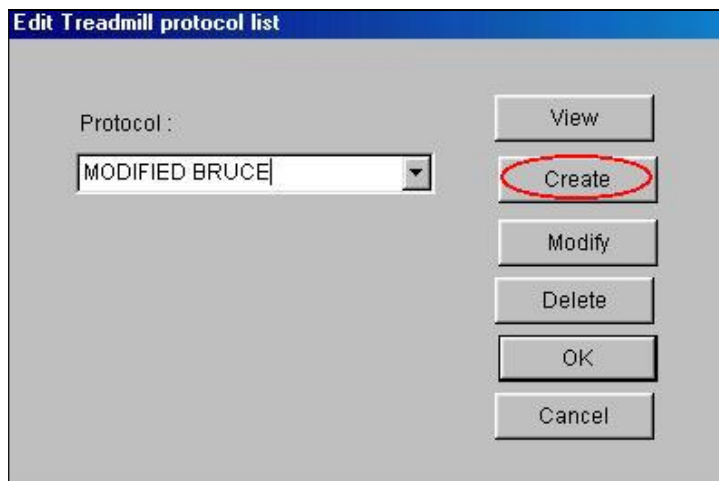 Edit Treadmill protocol list
Protocol :
MODIFIED BRUCE
View
Create
Modify
Delete
OK
Cancel